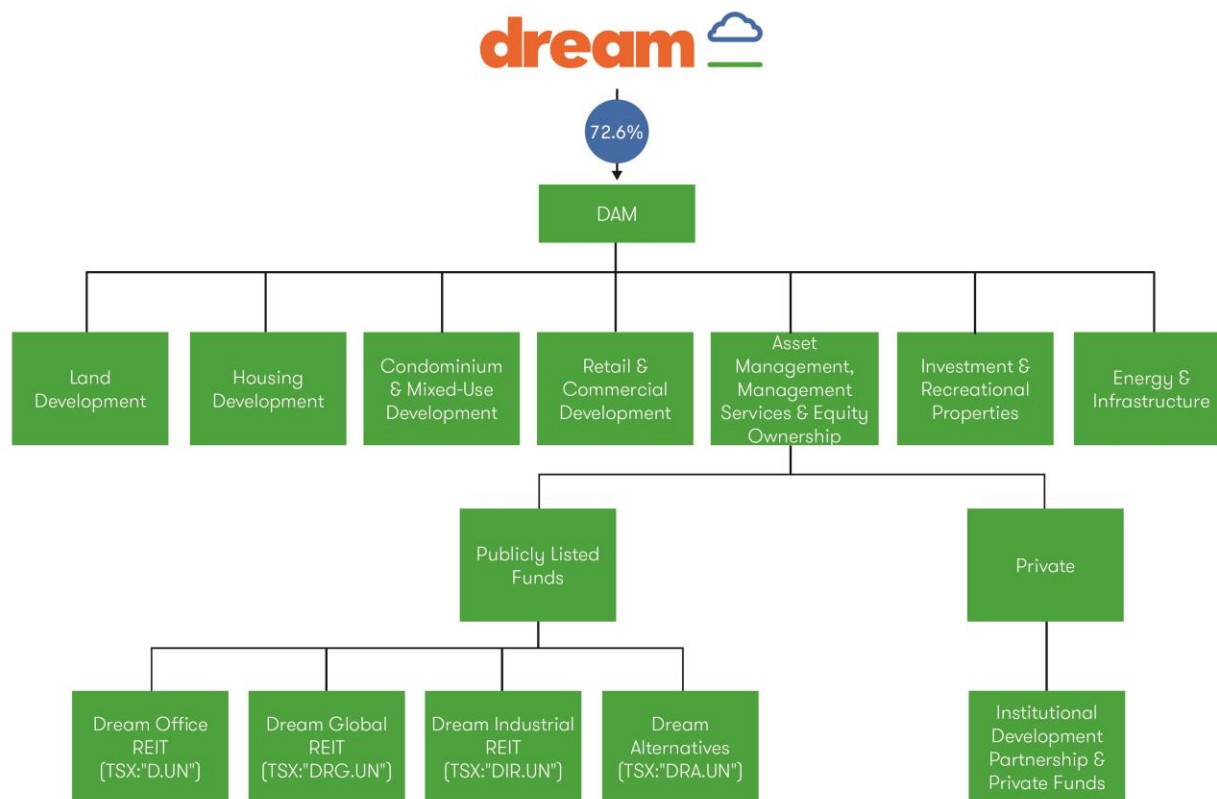 dream
72.6%
DAM
Land
Development
Housing
Development
Condominium
& Mixed-Use
Development
Retail &
Commercial
Development
Asset
Management,
Management
Services & Equity
Ownership
Investment &
Recreational
Properties
Energy &
Infrastructure
Publicly Listed
Funds
Private
Dream Office
REIT
(TSX:"D.UN")
Dream Global
REIT
(TSX:"DRG.UN")
Dream Industrial
REIT
(TSX:"DIR.UN")
Dream
Alternatives
(TSX:"DRA.UN")
Institutional
Development
Partnership &
Private Funds